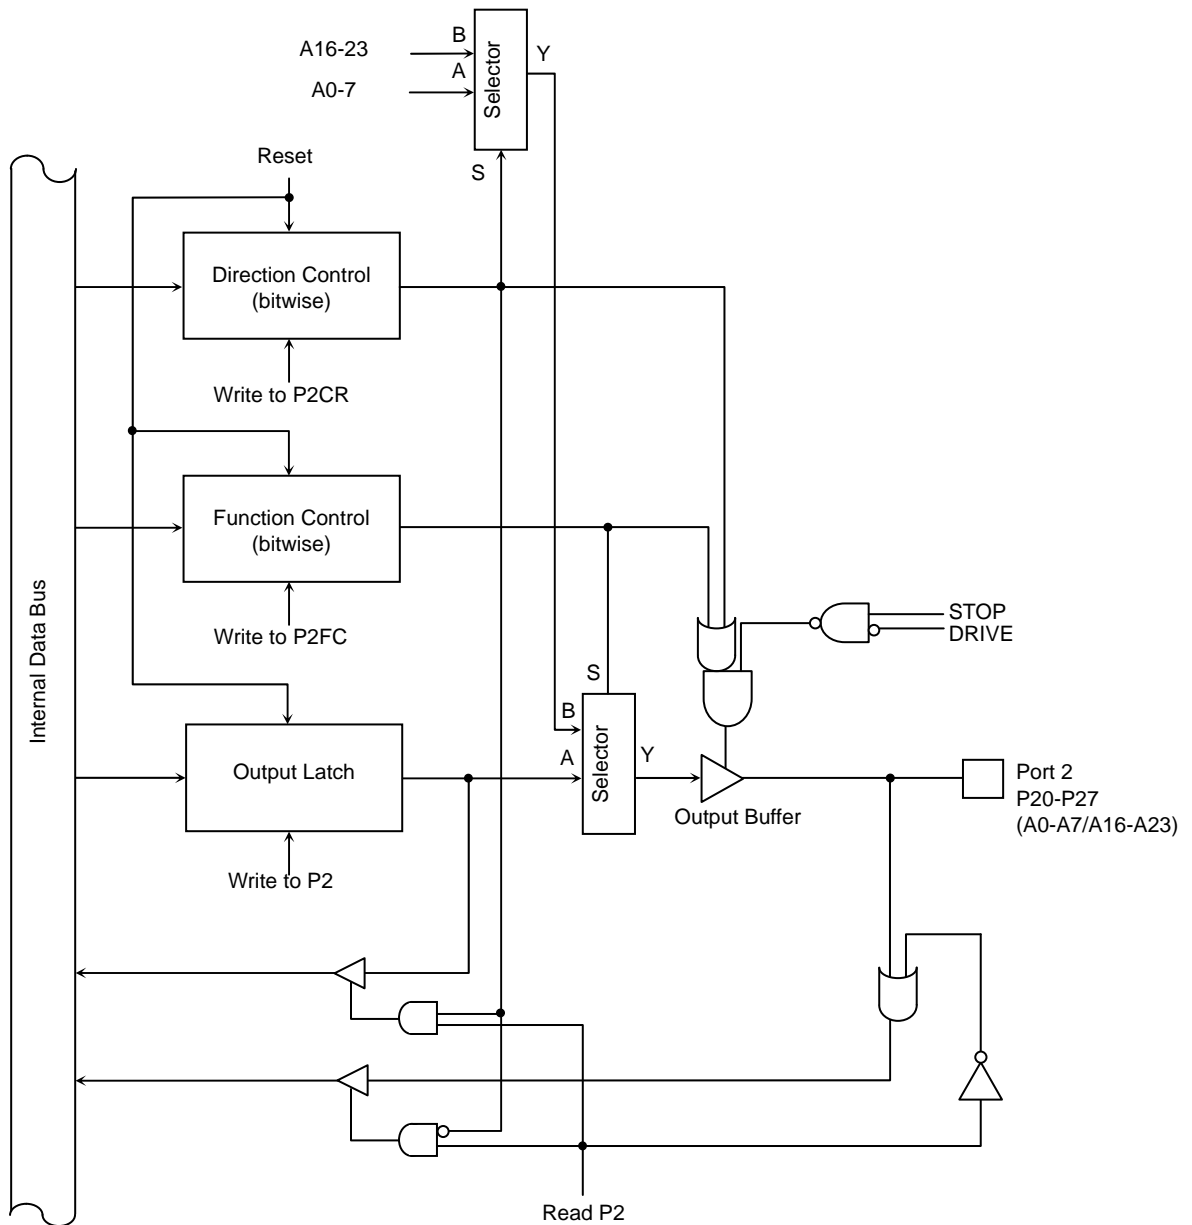 A16-23
B
A0-7
A
Selector
Y
S
Reset
Direction Control
(bitwise)
Write to P2CR
Function Control
(bitwise)
Write to P2FC
Internal Data Bus
STOP
DRIVE
S
B
A
Selector
Y
Output Latch
Output Buffer
Port 2
P20-P27
(A0-A7/A16-A23)
Write to P2
Read P2